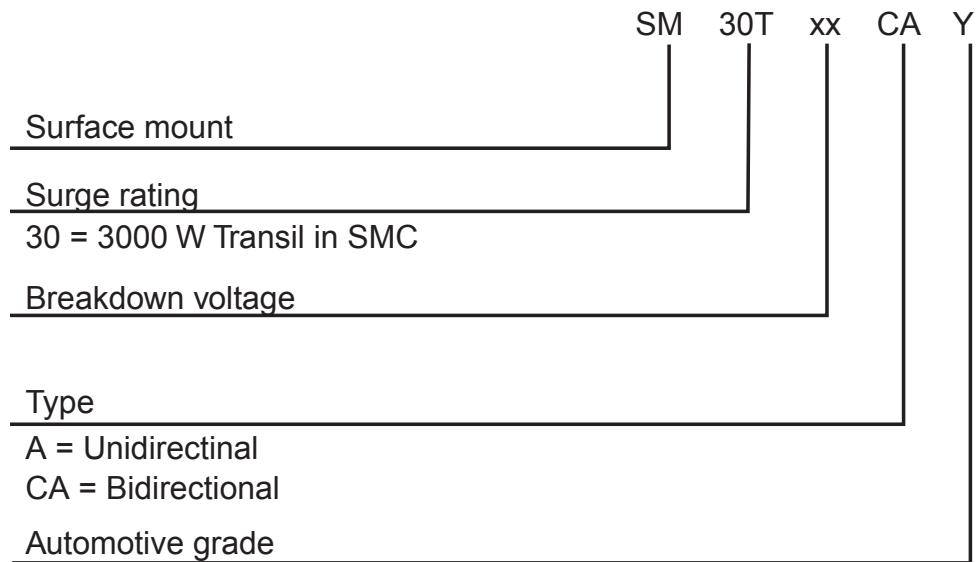 SM 30T xx CA Y
Surface mount
Surge rating
30 = 3000 W Transil in SMC
Breakdown voltage
Type
A = Unidirectinal
CA = Bidirectional
Automotive grade